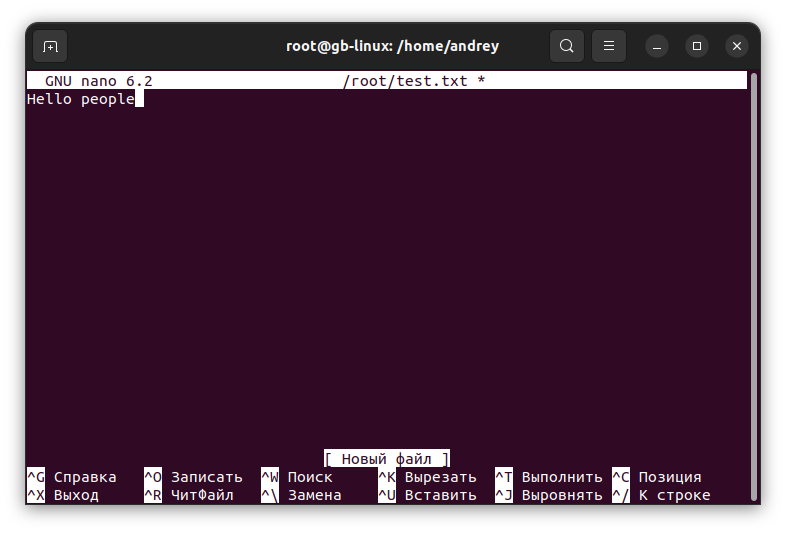 root@gb-linux: /home/andrey
GNU nano 6.2 /root/test.txt *
Hello people
[ Новый файл ]
^G Справка ^O Записать ^W Поиск ^K Вырезать ^T Выполнить ^C Позиция
^X Выход ^R ЧитФайл ^\ Замена ^U Вставить ^J Выровнять ^/ К строке